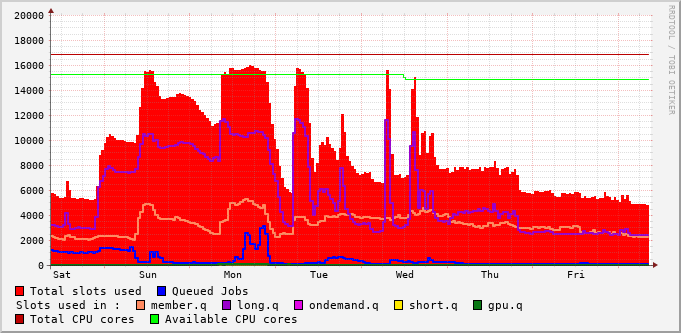 20000
18000
16000
14000
12000
10000
8000
6000
4000
2000
0
Sat Sun Mon Tue Wed Thu Fri
RRDTOOL / TOBI OETIKER
Total slots used Queued Jobs
Slots used in : member.q long.q ondemand.q short.q gpu.q
Total CPU cores Available CPU cores